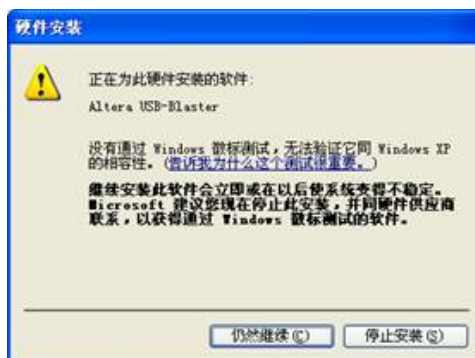 硬件安装
正在为此硬件安装的软件:
Altera USB-Blaster
没有通过 Windows 徽标测试，无法验证它同 Windows XP
的相容性。(告诉我为什么这个测试很重要。)
继续安装此软件会立即或在以后使系统变得不稳定。
Microsoft 建议您现在停止此安装，并同硬件供应商
联系，以获得通过 Windows 徽标测试的软件。
仍然继续(C)
停止安装(S)